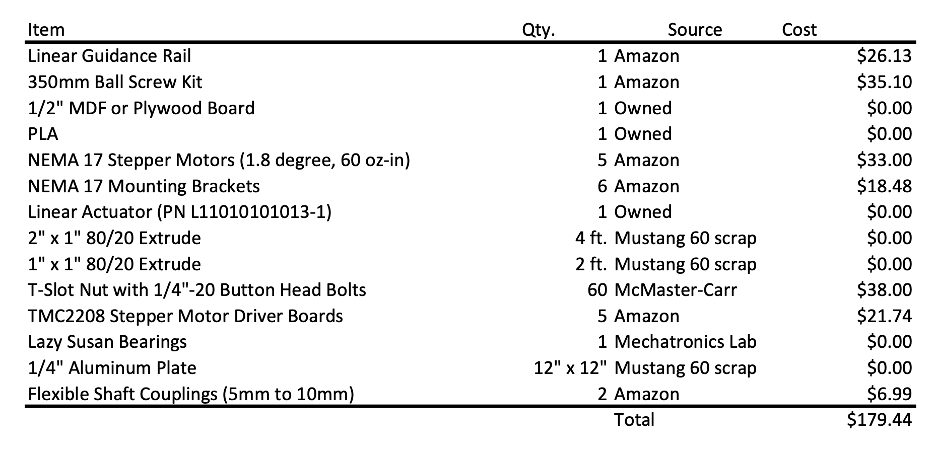 Item Qty. Source Cost
Linear Guidance Rail 1 Amazon $26.13
350mm Ball Screw Kit 1 Amazon $35.10
1/2" MDF or Plywood Board 1 Owned $0.00
PLA 1 Owned $0.00
NEMA 17 Stepper Motors (1.8 degree, 60 oz-in) 5 Amazon $33.00
NEMA 17 Mounting Brackets 6 Amazon $18.48
Linear Actuator (PN L11010101013-1) 1 Owned $0.00
2" x 1" 80/20 Extrude 4 ft. Mustang 60 scrap $0.00
1" x 1" 80/20 Extrude 2 ft. Mustang 60 scrap $0.00
T-Slot Nut with 1/4"-20 Button Head Bolts 60 McMaster-Carr $38.00
TMC2208 Stepper Motor Driver Boards 5 Amazon $21.74
Lazy Susan Bearings 1 Mechatronics Lab $0.00
1/4" Aluminum Plate 12" x 12" Mustang 60 scrap $0.00
Flexible Shaft Couplings (5mm to 10mm) 2 Amazon $6.99
Total $179.44